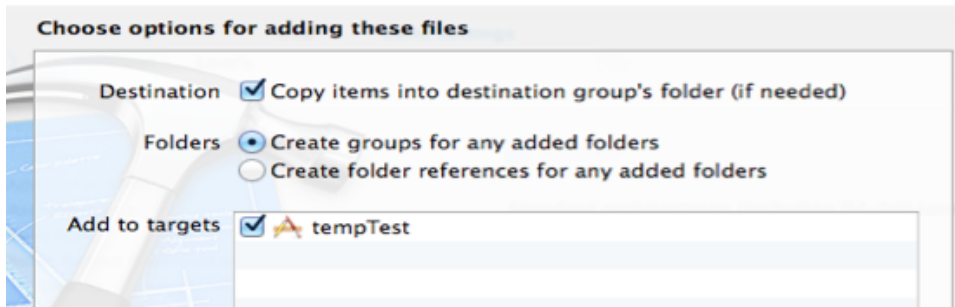 Choose options for adding these files
Destination Copy items into destination group's folder (if needed)
Folders Create groups for any added folders
Create folder references for any added folders
Add to targets tempTest